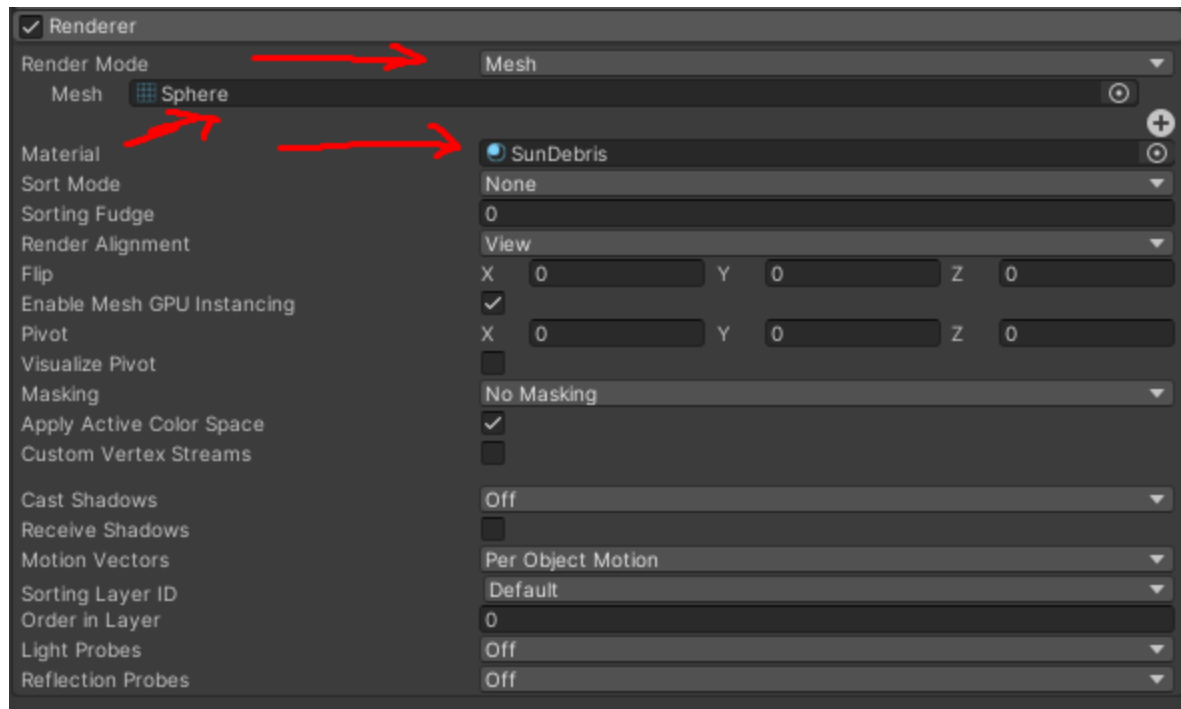 Renderer
Render Mode Mesh
Mesh Sphere
Material SunDebris
Sort Mode None
Sorting Fudge 0
Render Alignment View
Flip X 0 Y 0 Z 0
Enable Mesh GPU Instancing
Pivot X 0 Y 0 Z 0
Visualize Pivot
Masking No Masking
Apply Active Color Space
Custom Vertex Streams
Cast Shadows Off
Receive Shadows
Motion Vectors Per Object Motion
Sorting Layer ID Default
Order in Layer 0
Light Probes Off
Reflection Probes Off